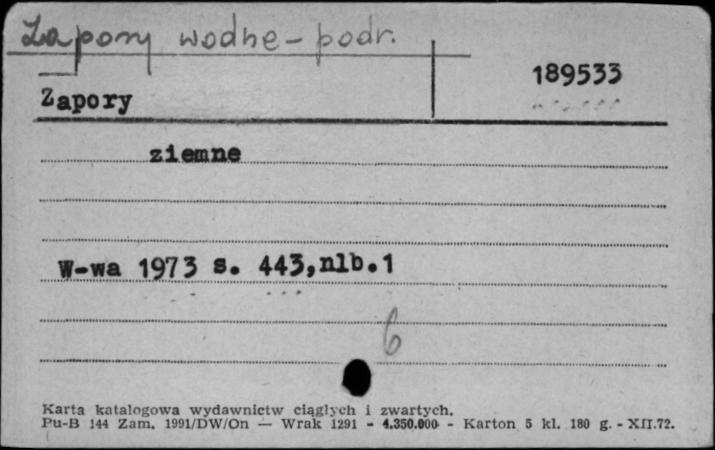 Zapory wodne - podr.
189533
Zapory
ziemne
W-wa 1973 s. 443,nlb.1
6
Karta katalogowa wydawnictw ciągłych i zwartych.
Pu-B 144 Zam. 1991/DW/On — Wrak 1291 - 4.350.000 - Karton 5 kl. 180 g. - XII.72.